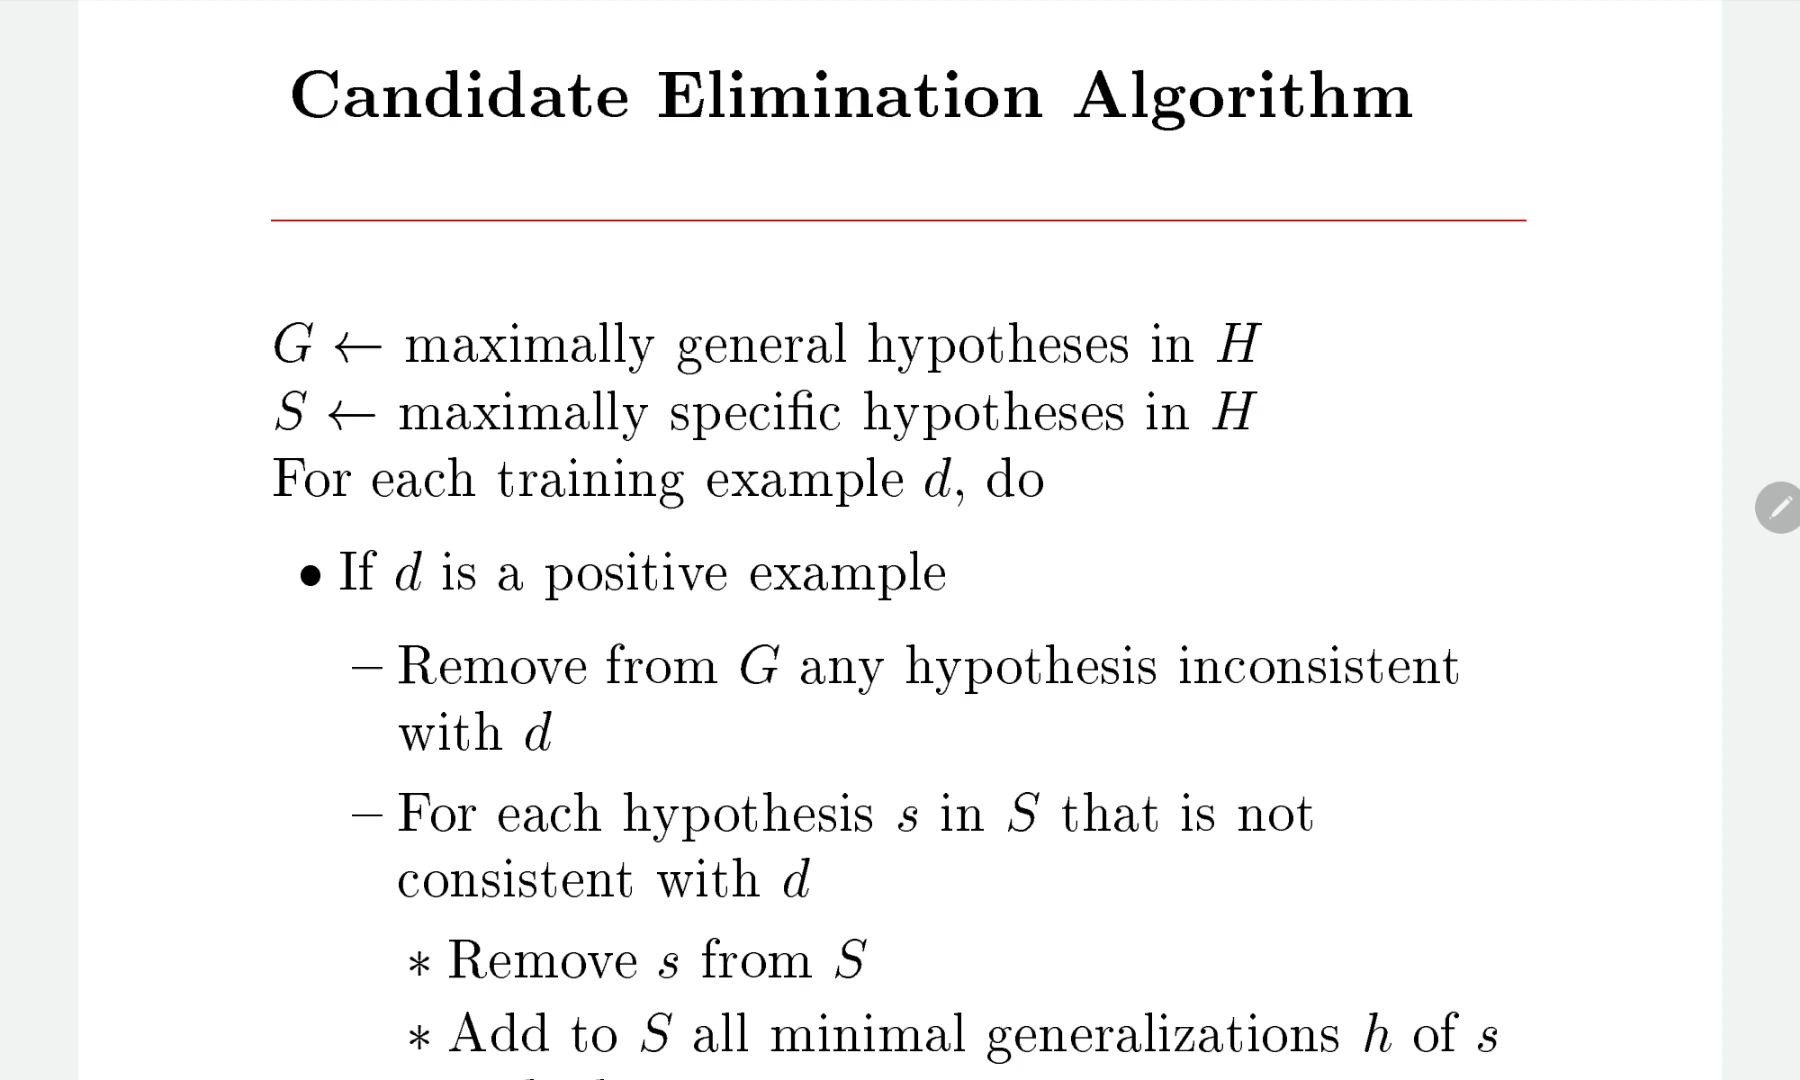 Candidate Elimination Algorithm
G ← maximally general hypotheses in H
S ← maximally specific hypotheses in H
For each training example d, do
• If d is a positive example
– Remove from G any hypothesis inconsistent
with d
– For each hypothesis s in S that is not
consistent with d
* Remove s from S
* Add to S all minimal generalizations h of s